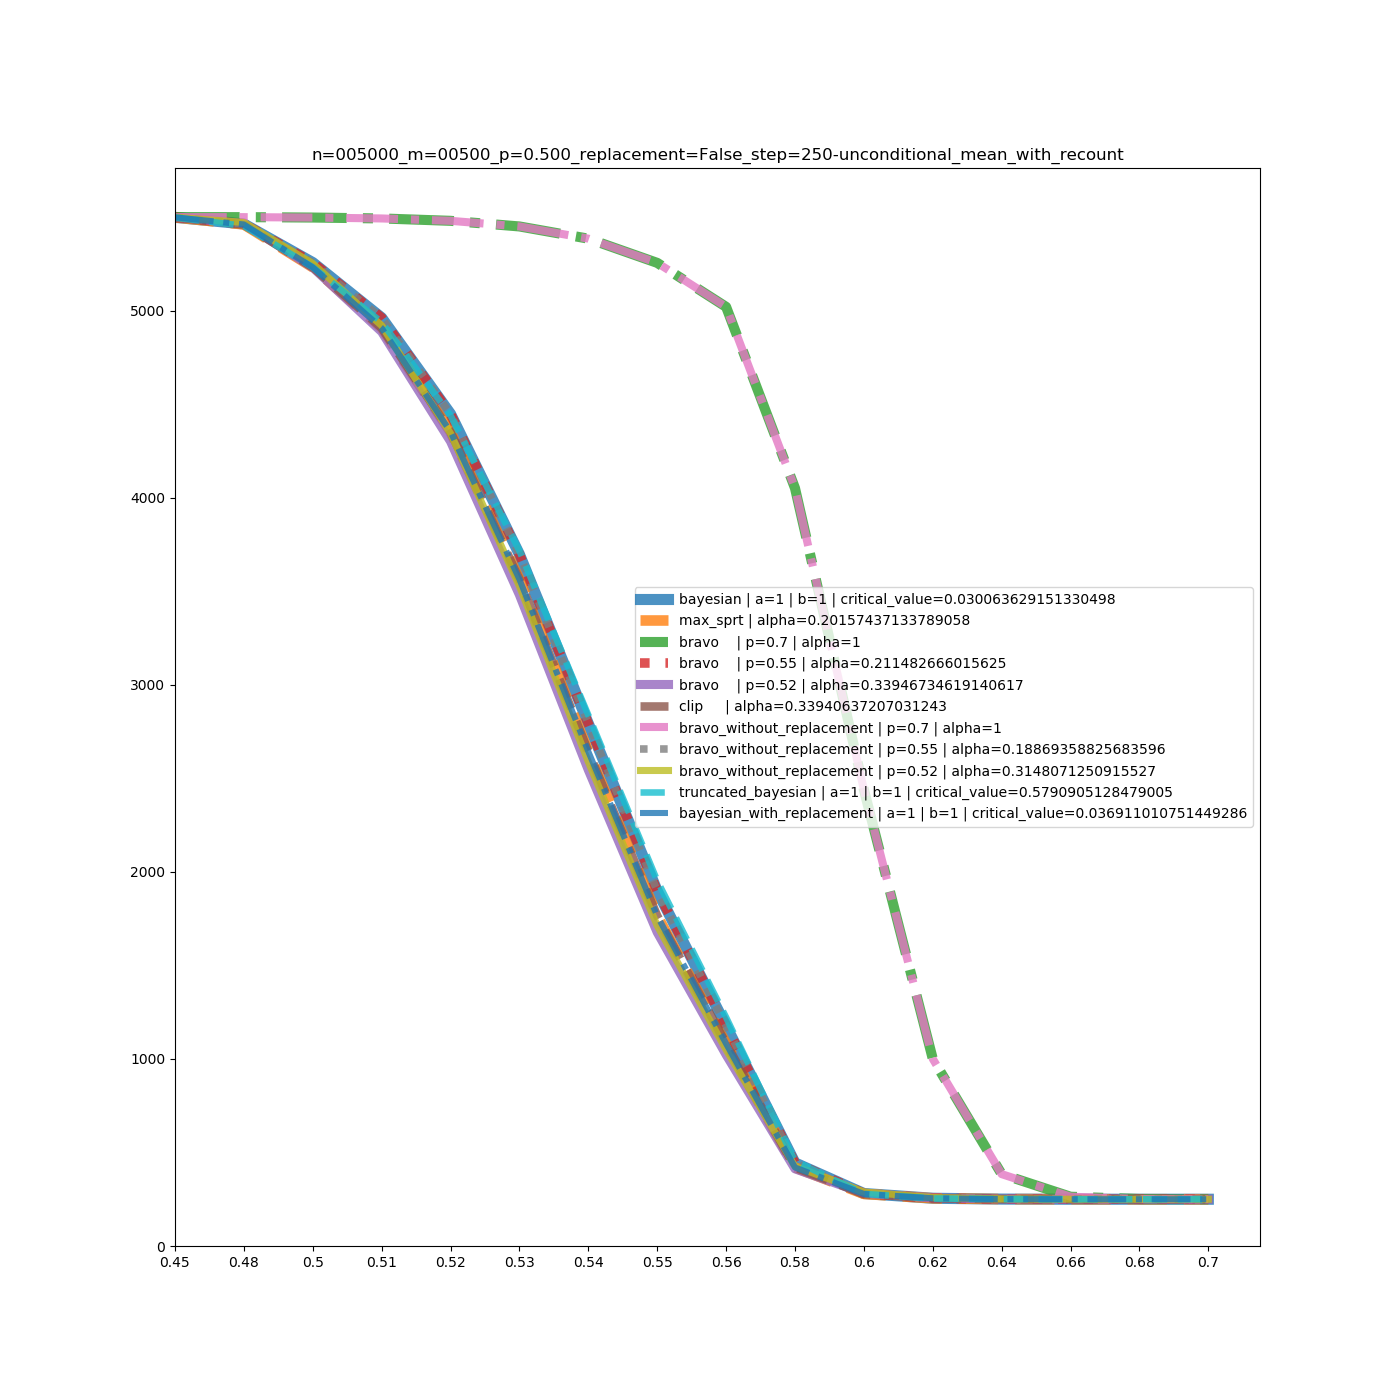 n=005000_m=00500_p=0.500_replacement=False_step=250-unconditional_mean_with_recount
5000
4000
bayesian | a=1 | b=1 | critical_value=0.030063629151330498
max_sprt | alpha=0.20157437133789058
bravo | p=0.7 | alpha=1
bravo | p=0.55 | alpha=0.211482666015625
3000
bravo | p=0.52 | alpha=0.33946734619140617
clip | alpha=0.33940637207031243
bravo_without_replacement | p=0.7 | alpha=1
bravo_without_replacement | p=0.55 | alpha=0.18869358825683596
bravo_without_replacement | p=0.52 | alpha=0.3148071250915527
truncated_bayesian | a=1 | b=1 | critical_value=0.5790905128479005
bayesian_with_replacement | a=1 | b=1 | critical_value=0.036911010751449286
2000
1000
0
0.45 0.48 0.5 0.51 0.52 0.53 0.54 0.55 0.56 0.58 0.6 0.62 0.64 0.66 0.68 0.7